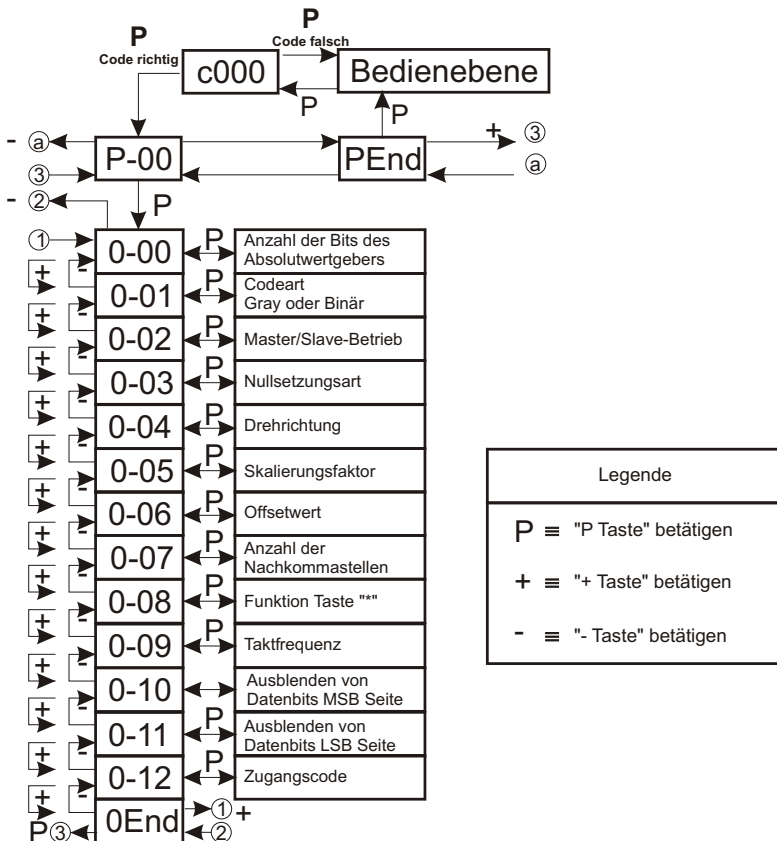 P
P
Code falsch
Code richtig
c000
Bedienebene
P
P
- a
+ 3
P-00
PEnd
3
a
- 2
P
1
0-00
P
Anzahl der Bits des
Absolutwertgebers
+ -
0-01
P
Codeart
Gray oder Binär
+ -
0-02
P
Master/Slave-Betrieb
+ -
0-03
P
Nullsetzungsart
+ -
0-04
P
Drehrichtung
+ -
0-05
P
Skalierungsfaktor
+ -
0-06
P
Offsetwert
+ -
0-07
P
Anzahl der
Nachkommastellen
+ -
0-08
P
Funktion Taste "*"
+ -
0-09
P
Taktfrequenz
+ -
0-10
Ausblenden von
Datenbits MSB Seite
+ -
0-11
P
Ausblenden von
Datenbits LSB Seite
+ -
0-12
P
Zugangscode
+ -
0End
1 +
P 3
2
Legende
P ≡ "P Taste" betätigen
+ ≡ "+ Taste" betätigen
- ≡ "- Taste" betätigen